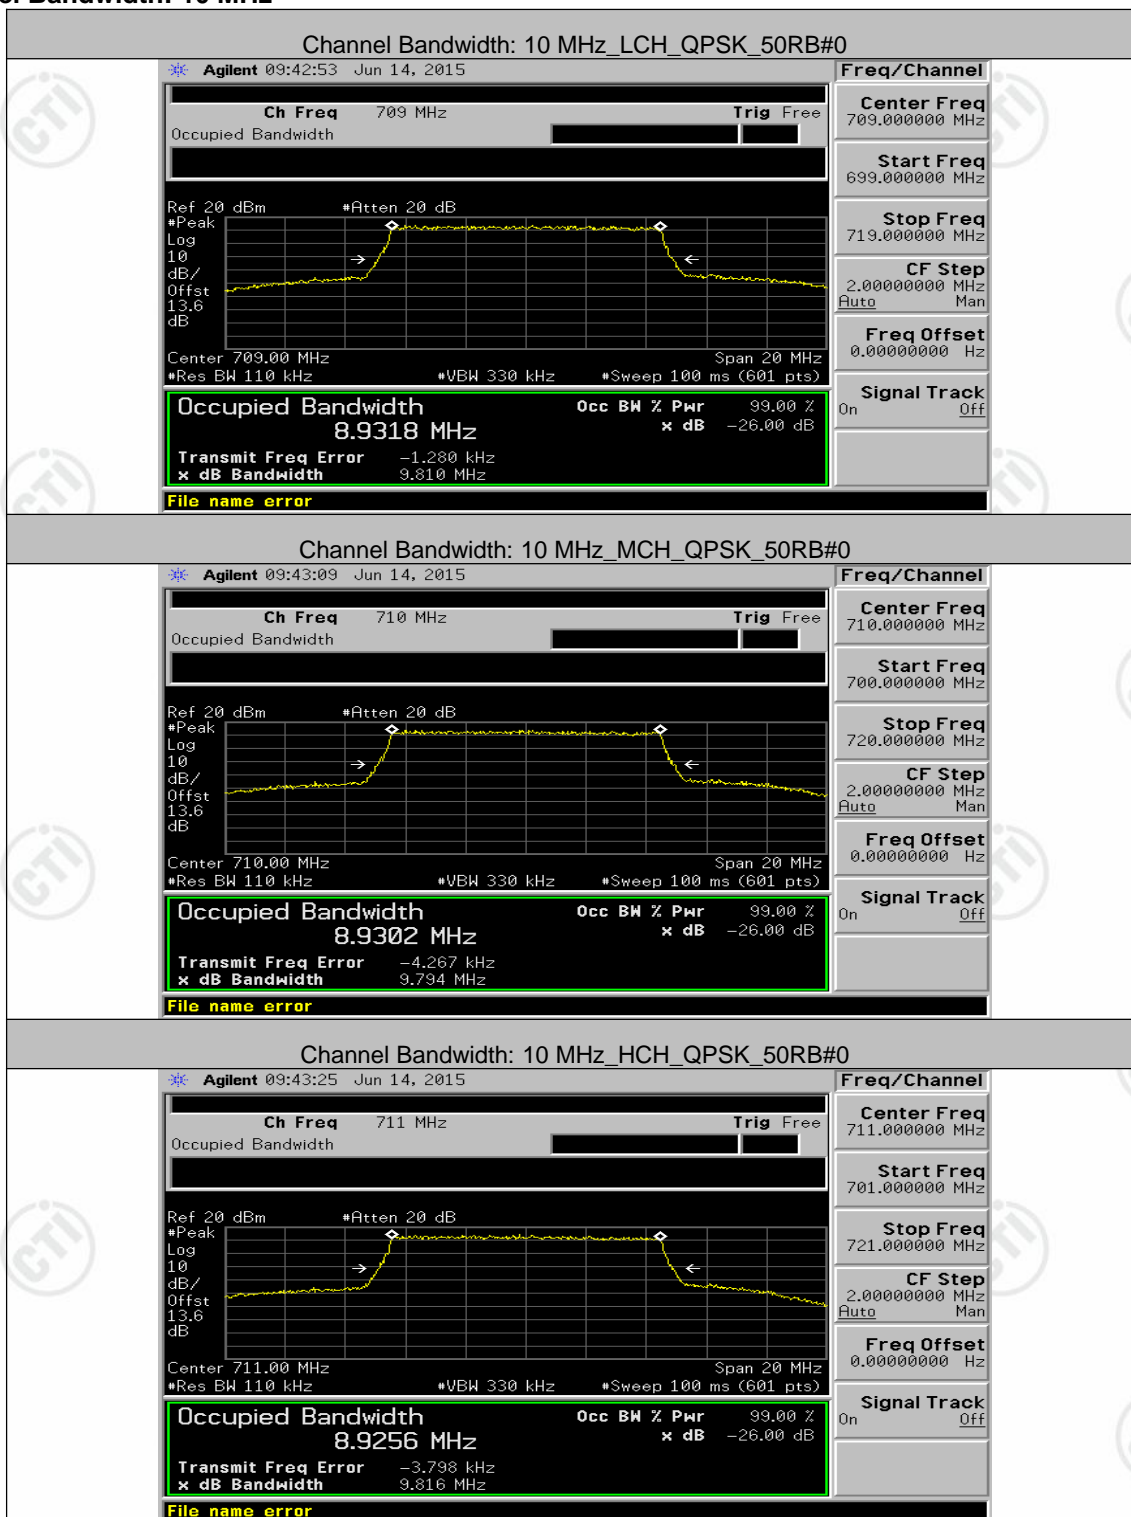 Channel Bandwidth: 10 MHz_LCH_QPSK_50RB#0
Agilent 09:42:53 Jun 14, 2015 Freq/Channel
Ch Freq 709 MHz Trig Free
Occupied Bandwidth
Center Freq
709.000000 MHz
Start Freq
699.000000 MHz
Stop Freq
719.000000 MHz
CF Step
2.00000000 MHz
Auto Man
Freq Offset
0.00000000 Hz
Signal Track
On Off
Ref 20 dBm #Atten 20 dB
#Peak
Log
10
dB/
Offst
13.6
dB
Center 709.00 MHz Span 20 MHz
#Res BW 110 kHz #VBW 330 kHz #Sweep 100 ms (601 pts)
Occupied Bandwidth Occ BW % Pwr 99.00 %
8.9318 MHz x dB -26.00 dB
Transmit Freq Error -1.280 kHz
x dB Bandwidth 9.810 MHz
File name error
Channel Bandwidth: 10 MHz_MCH_QPSK_50RB#0
Agilent 09:43:09 Jun 14, 2015 Freq/Channel
Ch Freq 710 MHz Trig Free
Occupied Bandwidth
Center Freq
710.000000 MHz
Start Freq
700.000000 MHz
Stop Freq
720.000000 MHz
CF Step
2.00000000 MHz
Auto Man
Freq Offset
0.00000000 Hz
Signal Track
On Off
Ref 20 dBm #Atten 20 dB
#Peak
Log
10
dB/
Offst
13.6
dB
Center 710.00 MHz Span 20 MHz
#Res BW 110 kHz #VBW 330 kHz #Sweep 100 ms (601 pts)
Occupied Bandwidth Occ BW % Pwr 99.00 %
8.9302 MHz x dB -26.00 dB
Transmit Freq Error -4.267 kHz
x dB Bandwidth 9.794 MHz
File name error
Channel Bandwidth: 10 MHz_HCH_QPSK_50RB#0
Agilent 09:43:25 Jun 14, 2015 Freq/Channel
Ch Freq 711 MHz Trig Free
Occupied Bandwidth
Center Freq
711.000000 MHz
Start Freq
701.000000 MHz
Stop Freq
721.000000 MHz
CF Step
2.00000000 MHz
Auto Man
Freq Offset
0.00000000 Hz
Signal Track
On Off
Ref 20 dBm #Atten 20 dB
#Peak
Log
10
dB/
Offst
13.6
dB
Center 711.00 MHz Span 20 MHz
#Res BW 110 kHz #VBW 330 kHz #Sweep 100 ms (601 pts)
Occupied Bandwidth Occ BW % Pwr 99.00 %
8.9256 MHz x dB -26.00 dB
Transmit Freq Error -3.798 kHz
x dB Bandwidth 9.816 MHz
File name error